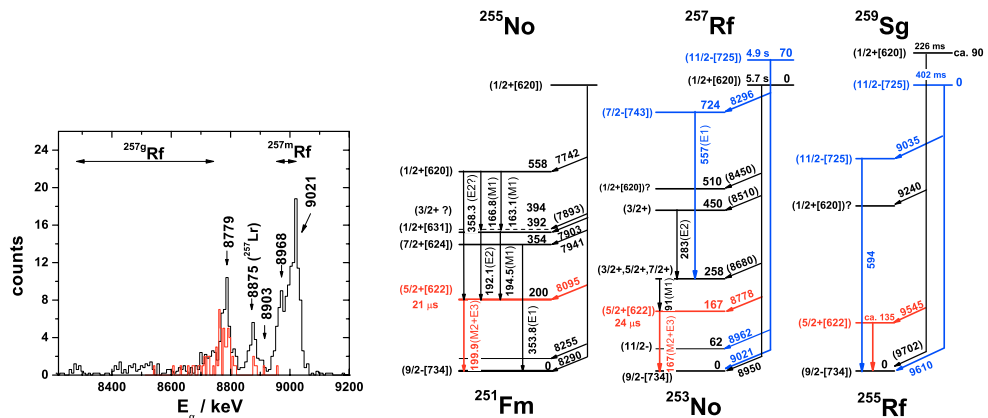 255No
257Rf
259Sg
257gRf
257mRf
9021
8779
8875 (257Lr)
8968
8903
24
20
16
12
8
4
0
counts
8400 8600 8800 9000 9200
Eα / keV
(1/2+[620])
(1/2+[620]) 558 7742
358.3 (E2?)
166.8(M1)
163.1(M1)
(3/2+ ?) 394 (7893)
(1/2+[631]) 392 7903
(7/2+[624]) 354 7941
192.1(E2)
194.5(M1)
(5/2+[622]) 200 8095
21 μs
199.9(M2+E3)
353.8(E1)
8255
(9/2-[734]) 0 8290
251Fm
(11/2-[725]) 4.9 s 70
(1/2+[620]) 5.7 s 0
(7/2-[743]) 724 8296
557(E1)
(1/2+[620])? 510 (8450)
(3/2+) 450 (8510)
283(E2)
(3/2+,5/2+,7/2+) 258 (8680)
91(M1)
(5/2+[622]) 167 8778
24 μs
167(M2+E3)
(11/2-) 62 8962
9021
(9/2-[734]) 0 8950
253No
(1/2+[620]) 226 ms ca. 90
(11/2-[725]) 402 ms 0
(11/2-[725]) 9035
(1/2+[620])? 9240
594
(5/2+[622]) ca. 135 9545
(9702)
(9/2-[734]) 0 9610
255Rf